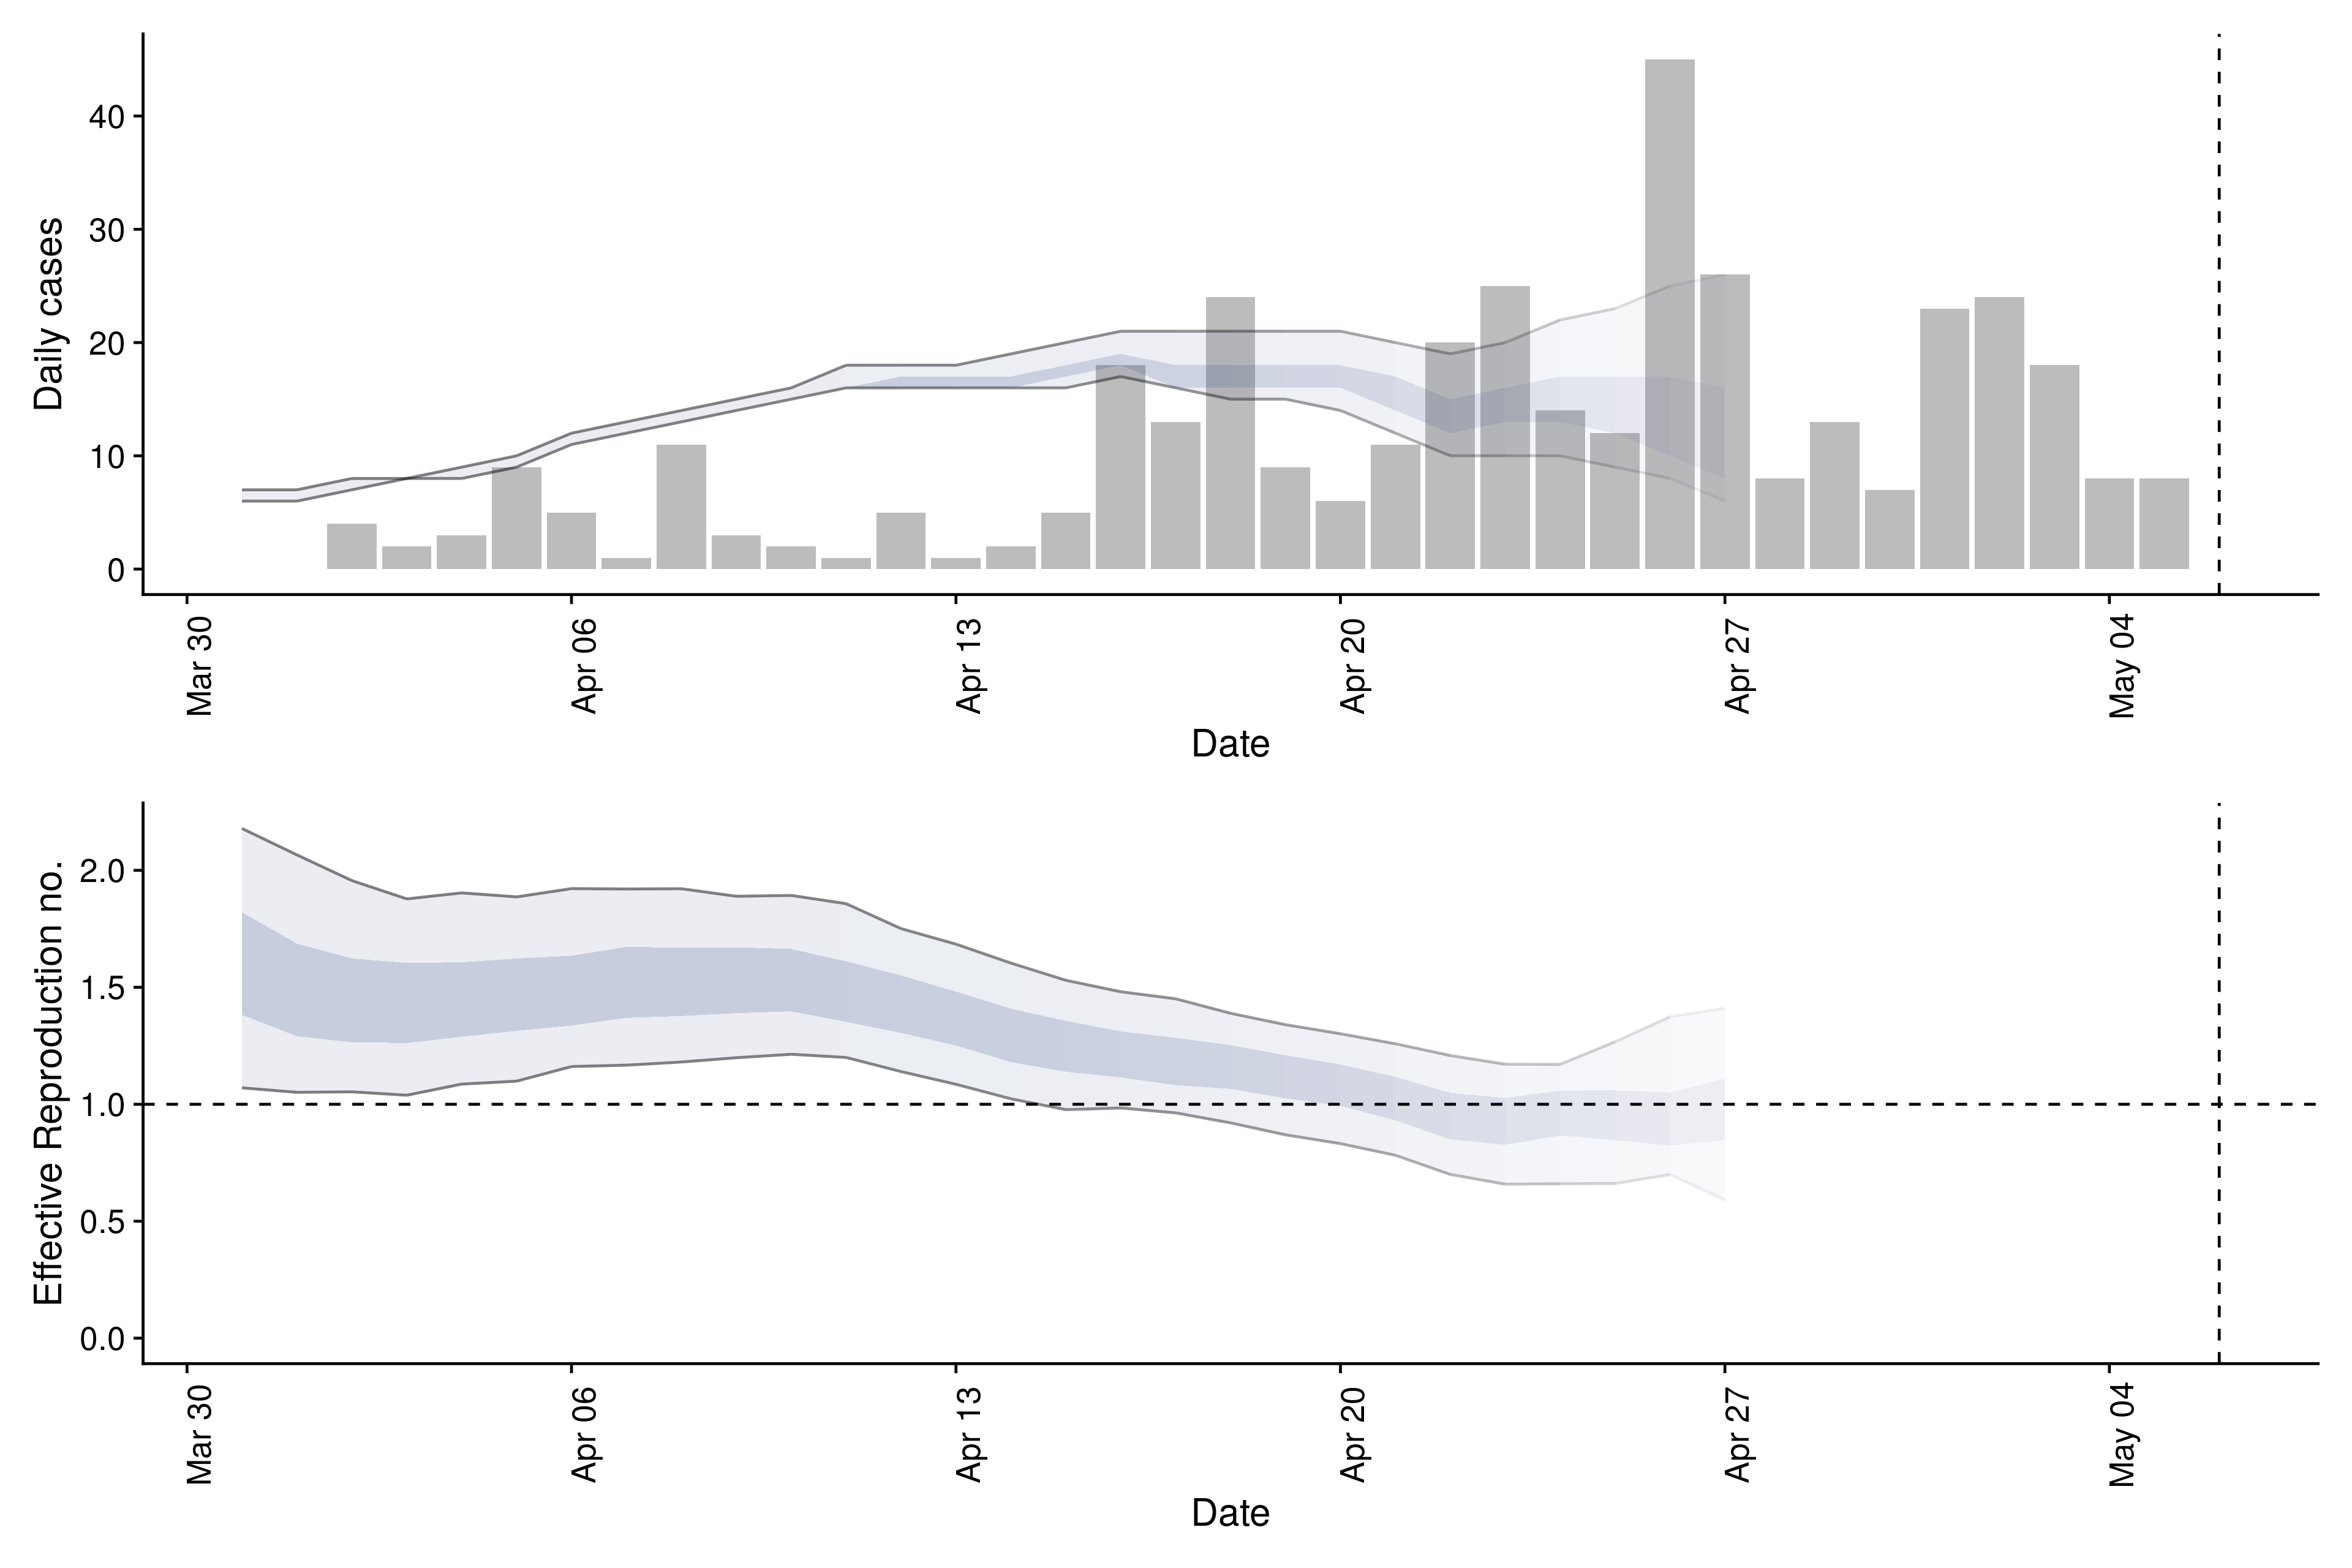 Daily cases
40
30
20
10
0
Mar 30
Apr 06
Apr 13
Apr 20
Apr 27
May 04
Date
Effective Reproduction no.
2.0
1.5
1.0
0.5
0.0
Mar 30
Apr 06
Apr 13
Apr 20
Apr 27
May 04
Date